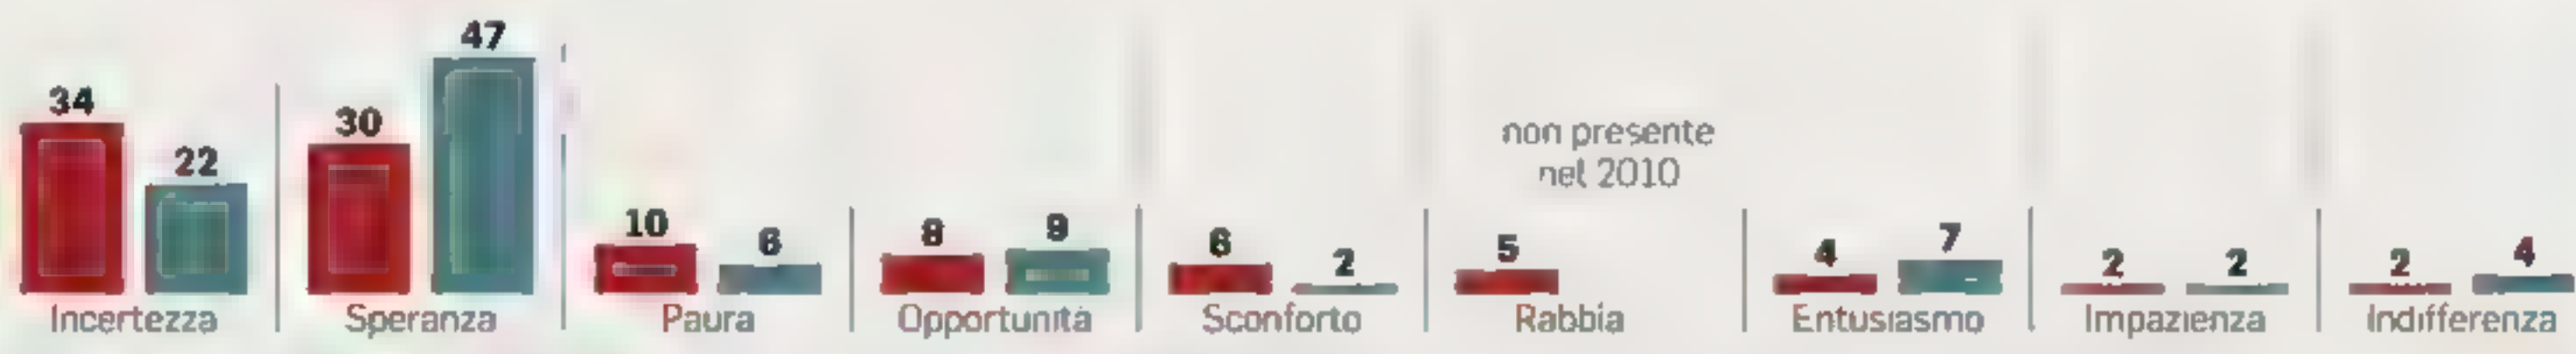 34 22
Incertezza
30 47
Speranza
10 6
Paura
8 9
Opportunità
6 2
Sconforto
5
non presente
nel 2010
Rabbia
4 7
Entusiasmo
2 2
Impazienza
2 4
Indifferenza